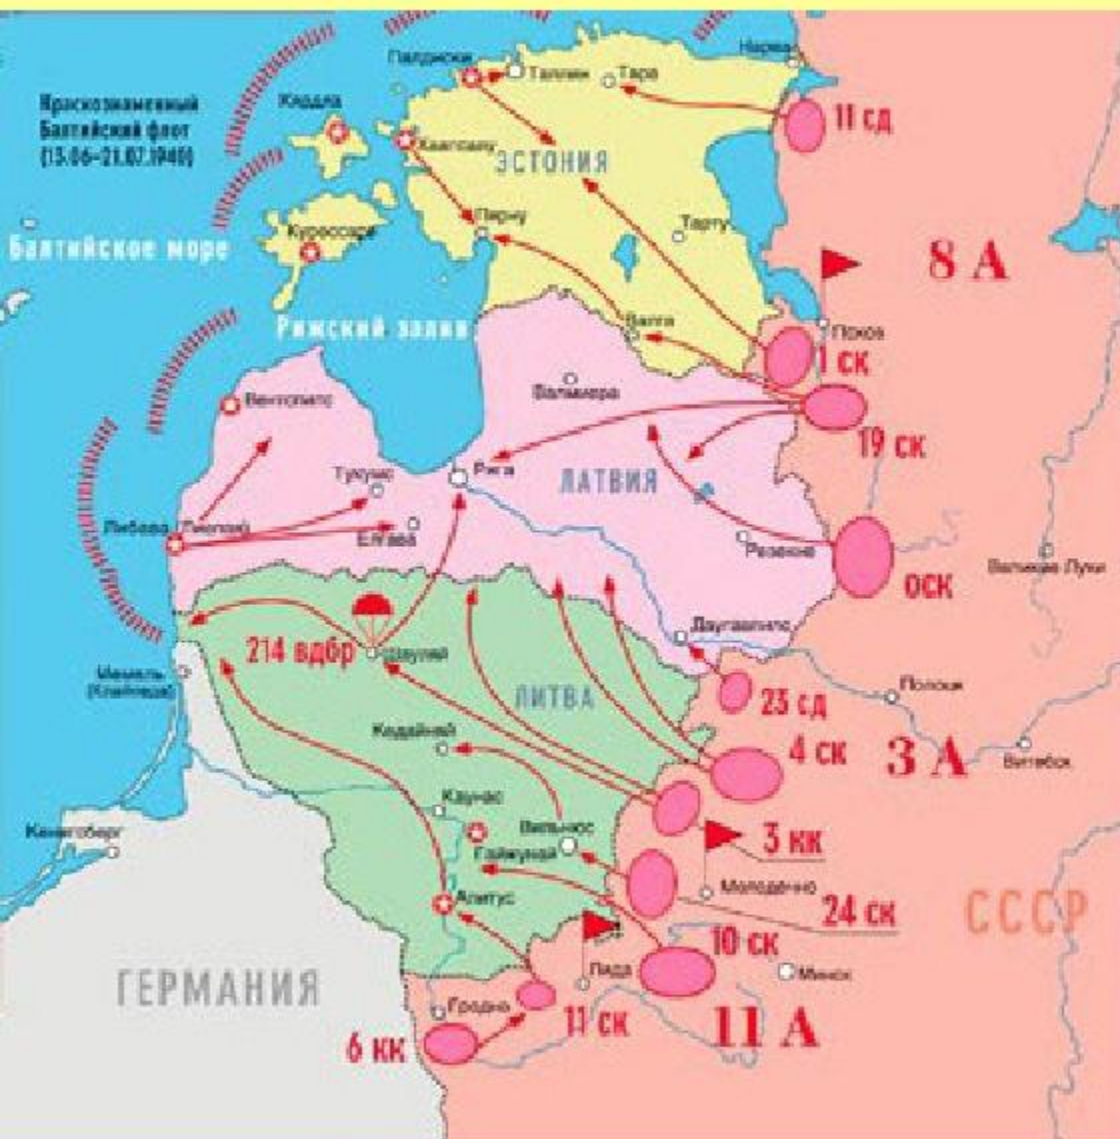 Палдиски
Таллин
Тapa
Нарва
Краснознаменный
Балтийский флот
(13.06-21.07.1940)
Кярдла
Хаапсалу
ЭСТОНИЯ
11 сд
Пярну
Тарту
Курессаре
Балтийское море
8 А
Рижский залив
Валга
Псков
1 ск
Вентспилс
Валмиера
19 ск
Тукумс
Рига
ЛАТВИЯ
Либава (Лиепая)
Елгава
Резекне
Великие Луки
оск
Даугавпилс
214 вдбр
Шауляй
Мемель
(Клайпеда)
ЛИТВА
23 сд
Полоцк
4 ск
3 А
Витебск
Кедайняй
Каунас
Вильнюс
3 кк
Кенигсберг
Гайжунай
Молодечно
24 ск
СССР
Алитус
10 ск
Лида
Минск
ГЕРМАНИЯ
Гродно
11 ск
11 А
6 кк